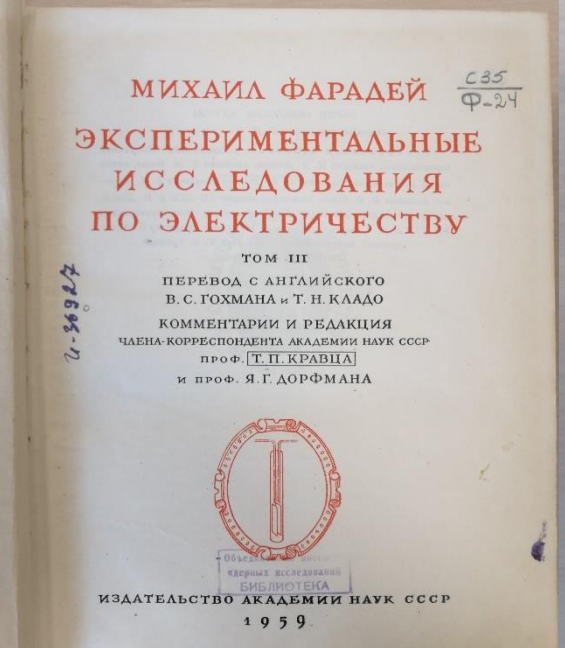 МИХАИЛ ФАРАДЕЙ
С35
Ф-24
ЭКСПЕРИМЕНТАЛЬНЫЕ
ИССЛЕДОВАНИЯ
ПО ЭЛЕКТРИЧЕСТВУ
ТОМ III
ПЕРЕВОД С АНГЛИЙСКОГО
В. С. ГОХМАНА и Т. Н. КЛАДО
КОММЕНТАРИИ И РЕДАКЦИЯ
ЧЛЕНА-КОРРЕСПОНДЕНТА АКАДЕМИИ НАУК СССР
ПРОФ. Т. П. КРАВЦА
И ПРОФ. Я. Г. ДОРФМАНА
и-36927
ядерных исследований
БИБЛИОТЕКА
ИЗДАТЕЛЬСТВО АКАДЕМИИ НАУК СССР
1959